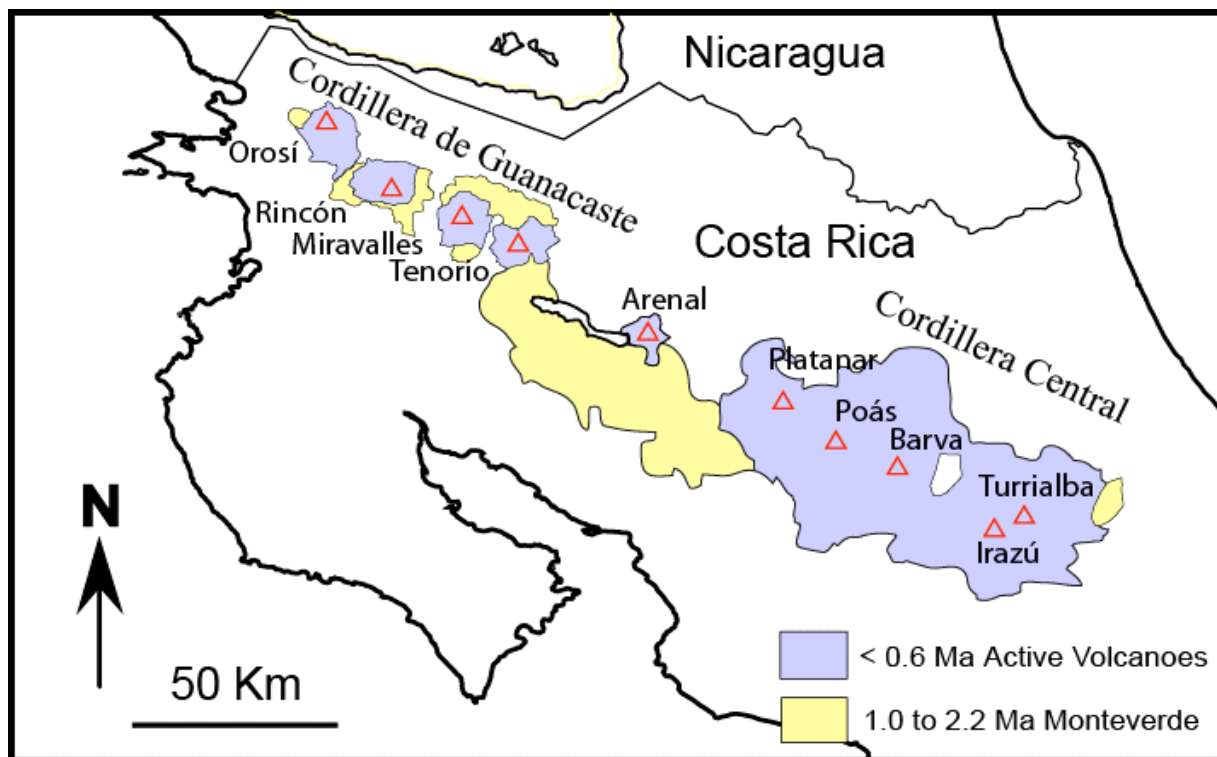 Nicaragua
Cordillera de Guanacaste
Orosí
Rincón
Miravalles
Tenorio
Costa Rica
Arenal
Cordillera Central
Platanar
Poás
Barva
Turrialba
Irazú
N
50 Km
< 0.6 Ma Active Volcanoes
1.0 to 2.2 Ma Monteverde